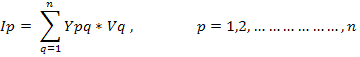 Ip = ∑_{q=1}^{n} Ypq * Vq , p = 1,2, … … … … … … , n